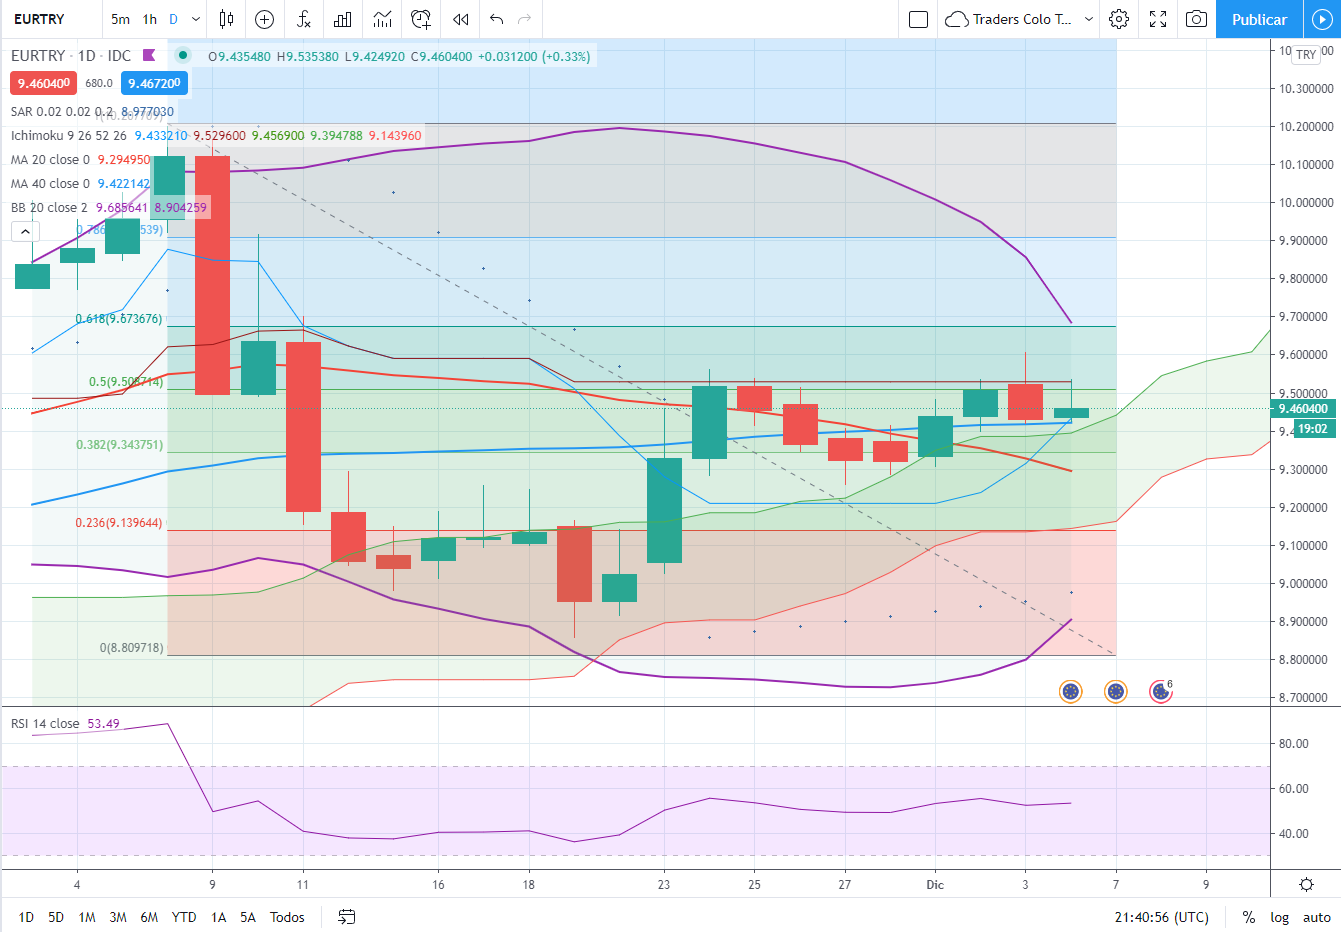 EURTRY 5m 1h D Traders Colo T... Publicar
EURTRY · 1D · IDC O9.435480 H9.535380 L9.424920 C9.460400 +0.031200 (+0.33%)
9.460400 680.0 9.467200
SAR 0.02 0.02 0.2 8.977030
Ichimoku 9 26 52 26 9.433210 9.529600 9.456900 9.394788 9.143960
MA 20 close 0 9.294950
MA 40 close 0 9.422142
BB 20 close 2 9.685641 8.904259
0.618(9.673676)
0.5(9.508714)
0.382(9.343751)
0.236(9.139644)
0(8.809718)
TRY
10.300000
10.200000
10.100000
10.000000
9.900000
9.800000
9.700000
9.600000
9.500000
9.460400
19:02
9.300000
9.200000
9.100000
9.000000
8.900000
8.800000
8.700000
6
RSI 14 close 53.49
80.00
60.00
40.00
4 9 11 16 18 23 25 27 Dic 3 7 9
1D 5D 1M 3M 6M YTD 1A 5A Todos 21:40:56 (UTC) % log auto